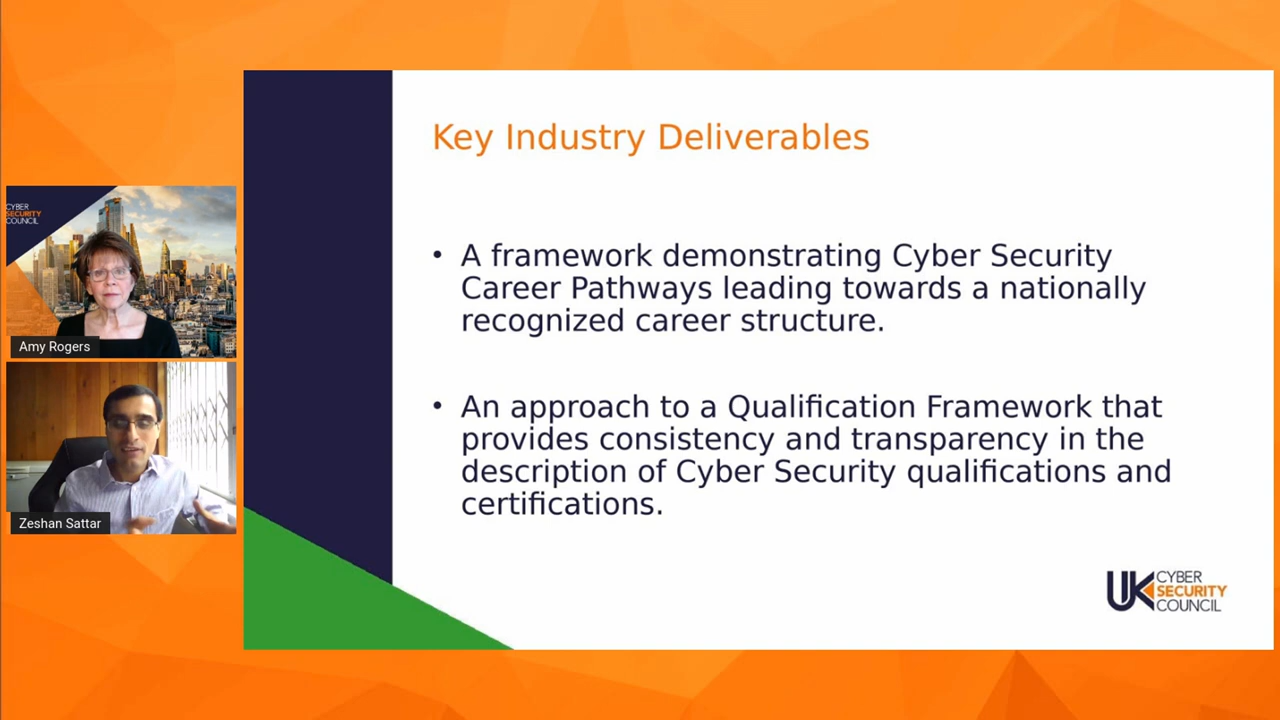 Key Industry Deliverables
• A framework demonstrating Cyber Security
Career Pathways leading towards a nationally
recognized career structure.
• An approach to a Qualification Framework that
provides consistency and transparency in the
description of Cyber Security qualifications and
certifications.
CYBER
SECURITY
COUNCIL
Amy Rogers
Zeshan Sattar
UK CYBER
SECURITY
COUNCIL